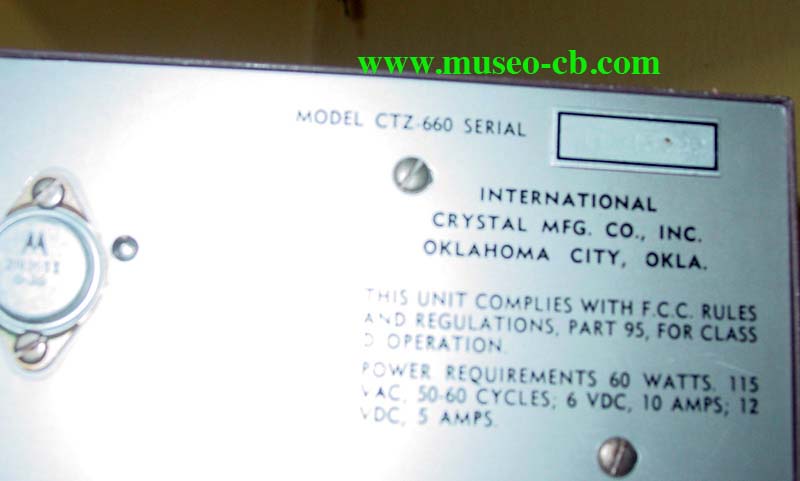 www.museo-cb.com
MODEL CTZ-660 SERIAL
INTERNATIONAL
CRYSTAL MFG. CO., INC.
OKLAHOMA CITY, OKLA.
THIS UNIT COMPLIES WITH F.C.C. RULES
AND REGULATIONS, PART 95, FOR CLASS
D OPERATION.
POWER REQUIREMENTS 60 WATTS. 115
VAC, 50-60 CYCLES; 6 VDC, 10 AMPS; 12
VDC, 5 AMPS.